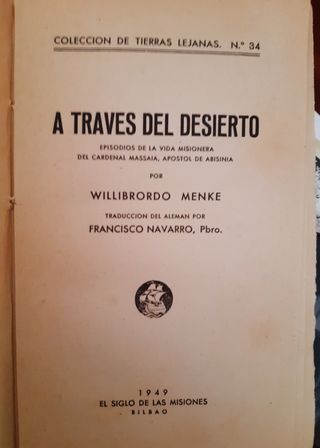 COLECCION DE TIERRAS LEJANAS. N.º 34
A TRAVES DEL DESIERTO
EPISODIOS DE LA VIDA MISIONERA
DEL CARDENAL MASSAIA, APOSTOL DE ABISINIA
POR
WILLIBRORDO MENKE
TRADUCCION DEL ALEMAN POR
FRANCISCO NAVARRO, Pbro.
1949
EL SIGLO DE LAS MISIONES
BILBAO